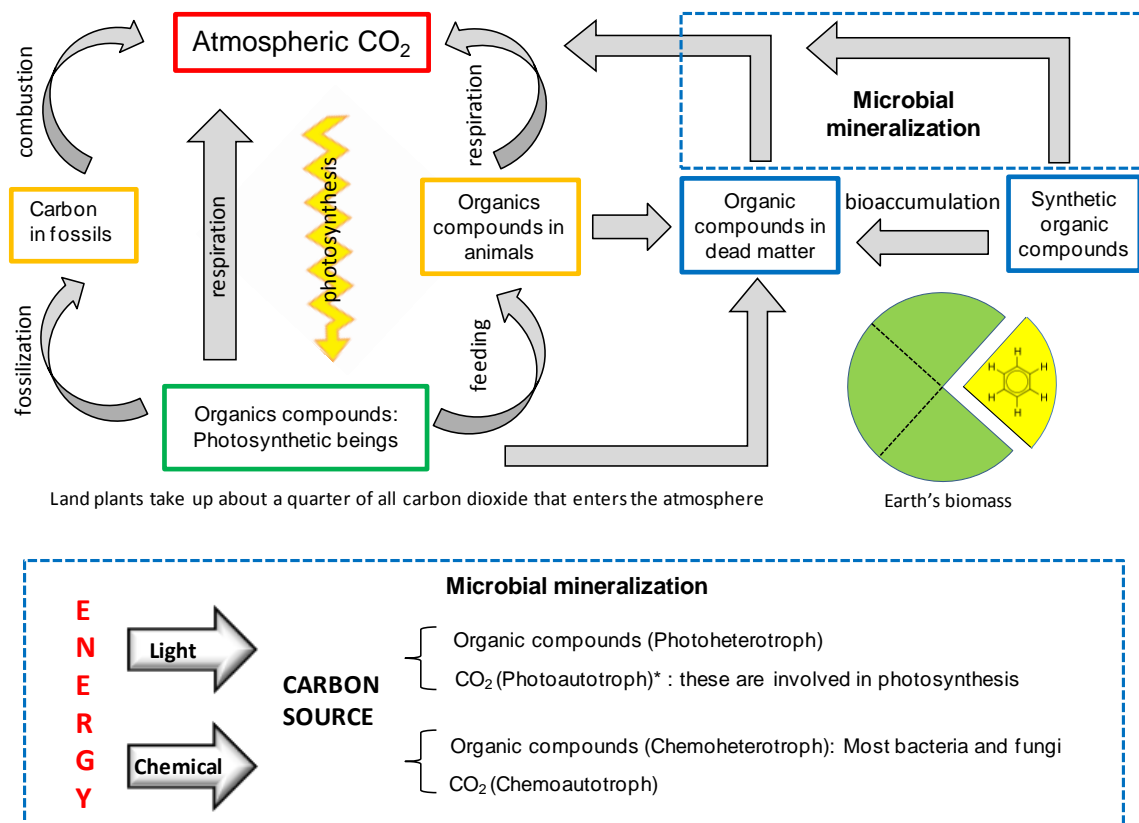 Atmospheric CO₂
combustion
respiration
photosynthesis
respiration
Microbial
mineralization
Carbon
in fossils
Organics
compounds in
animals
Organic
compounds in
dead matter
bioaccumulation
Synthetic
organic
compounds
fossilization
feeding
Organics compounds:
Photosynthetic beings
H
H
H
H
H
H
Land plants take up about a quarter of all carbon dioxide that enters the atmosphere
Earth's biomass
Microbial mineralization
E
N
E
R
G
Y
Light
Chemical
CARBON
SOURCE
Organic compounds (Photoheterotroph)
CO₂ (Photoautotroph)* : these are involved in photosynthesis
Organic compounds (Chemoheterotroph): Most bacteria and fungi
CO₂ (Chemoautotroph)